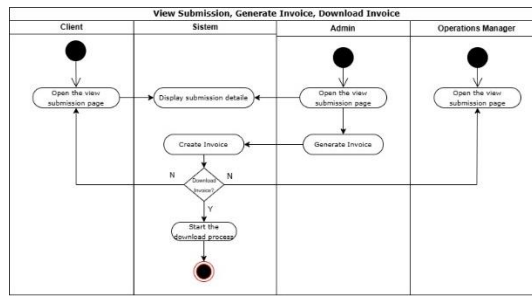 View Submission, Generate Invoice, Download Invoice
Client
Sistem
Admin
Operations Manager
Open the view
submission page
Display submission detaile
Open the view
submission page
Open the view
submission page
Create Invoice
Generate Invoice
N
Download
Invoice?
N
Y
Start the
download process